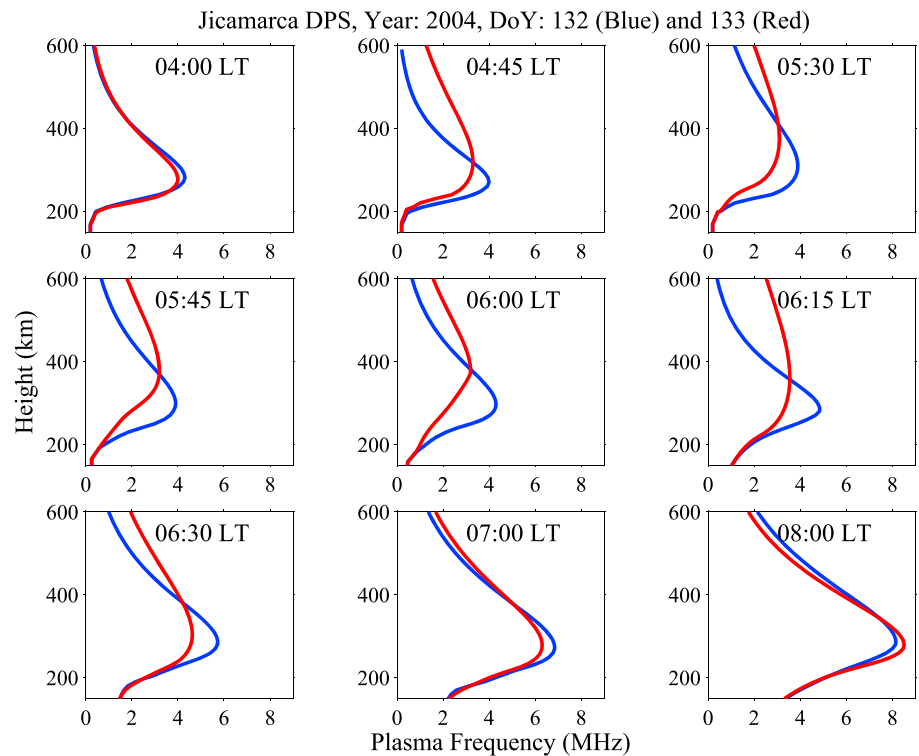 Jicamarca DPS, Year: 2004, DoY: 132 (Blue) and 133 (Red)
600
04:00 LT
400
200
0 2 4 6 8
600
04:45 LT
400
200
0 2 4 6 8
600
05:30 LT
400
200
0 2 4 6 8
Height (km)
600
05:45 LT
400
200
0 2 4 6 8
600
06:00 LT
400
200
0 2 4 6 8
600
06:15 LT
400
200
0 2 4 6 8
600
06:30 LT
400
200
0 2 4 6 8
600
07:00 LT
400
200
0 2 4 6 8
600
08:00 LT
400
200
0 2 4 6 8
Plasma Frequency (MHz)